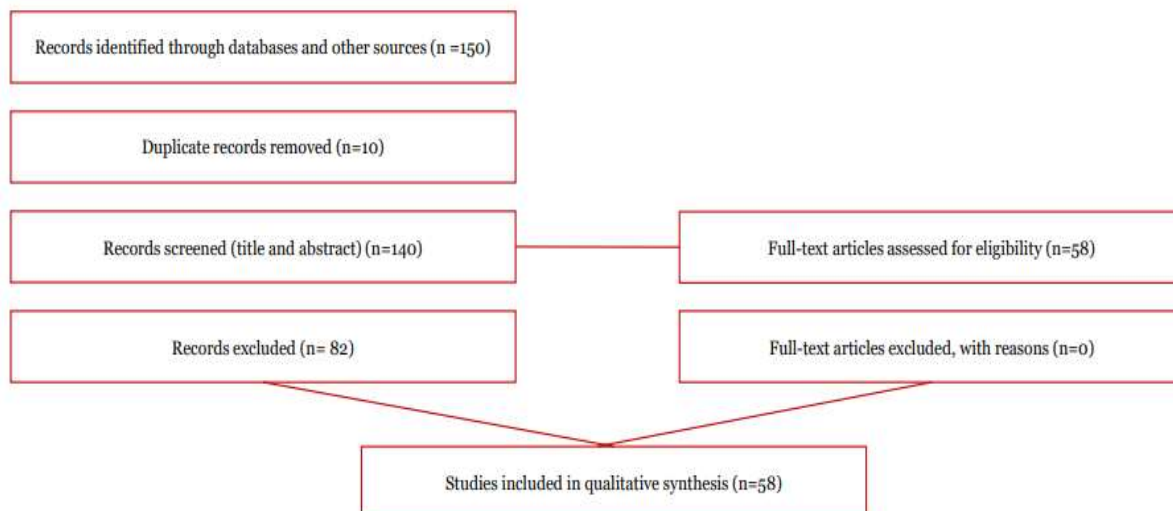 Records identified through databases and other sources (n =150)
Duplicate records removed (n=10)
Records screened (title and abstract) (n=140)
Full-text articles assessed for eligibility (n=58)
Records excluded (n= 82)
Full-text articles excluded, with reasons (n=0)
Studies included in qualitative synthesis (n=58)